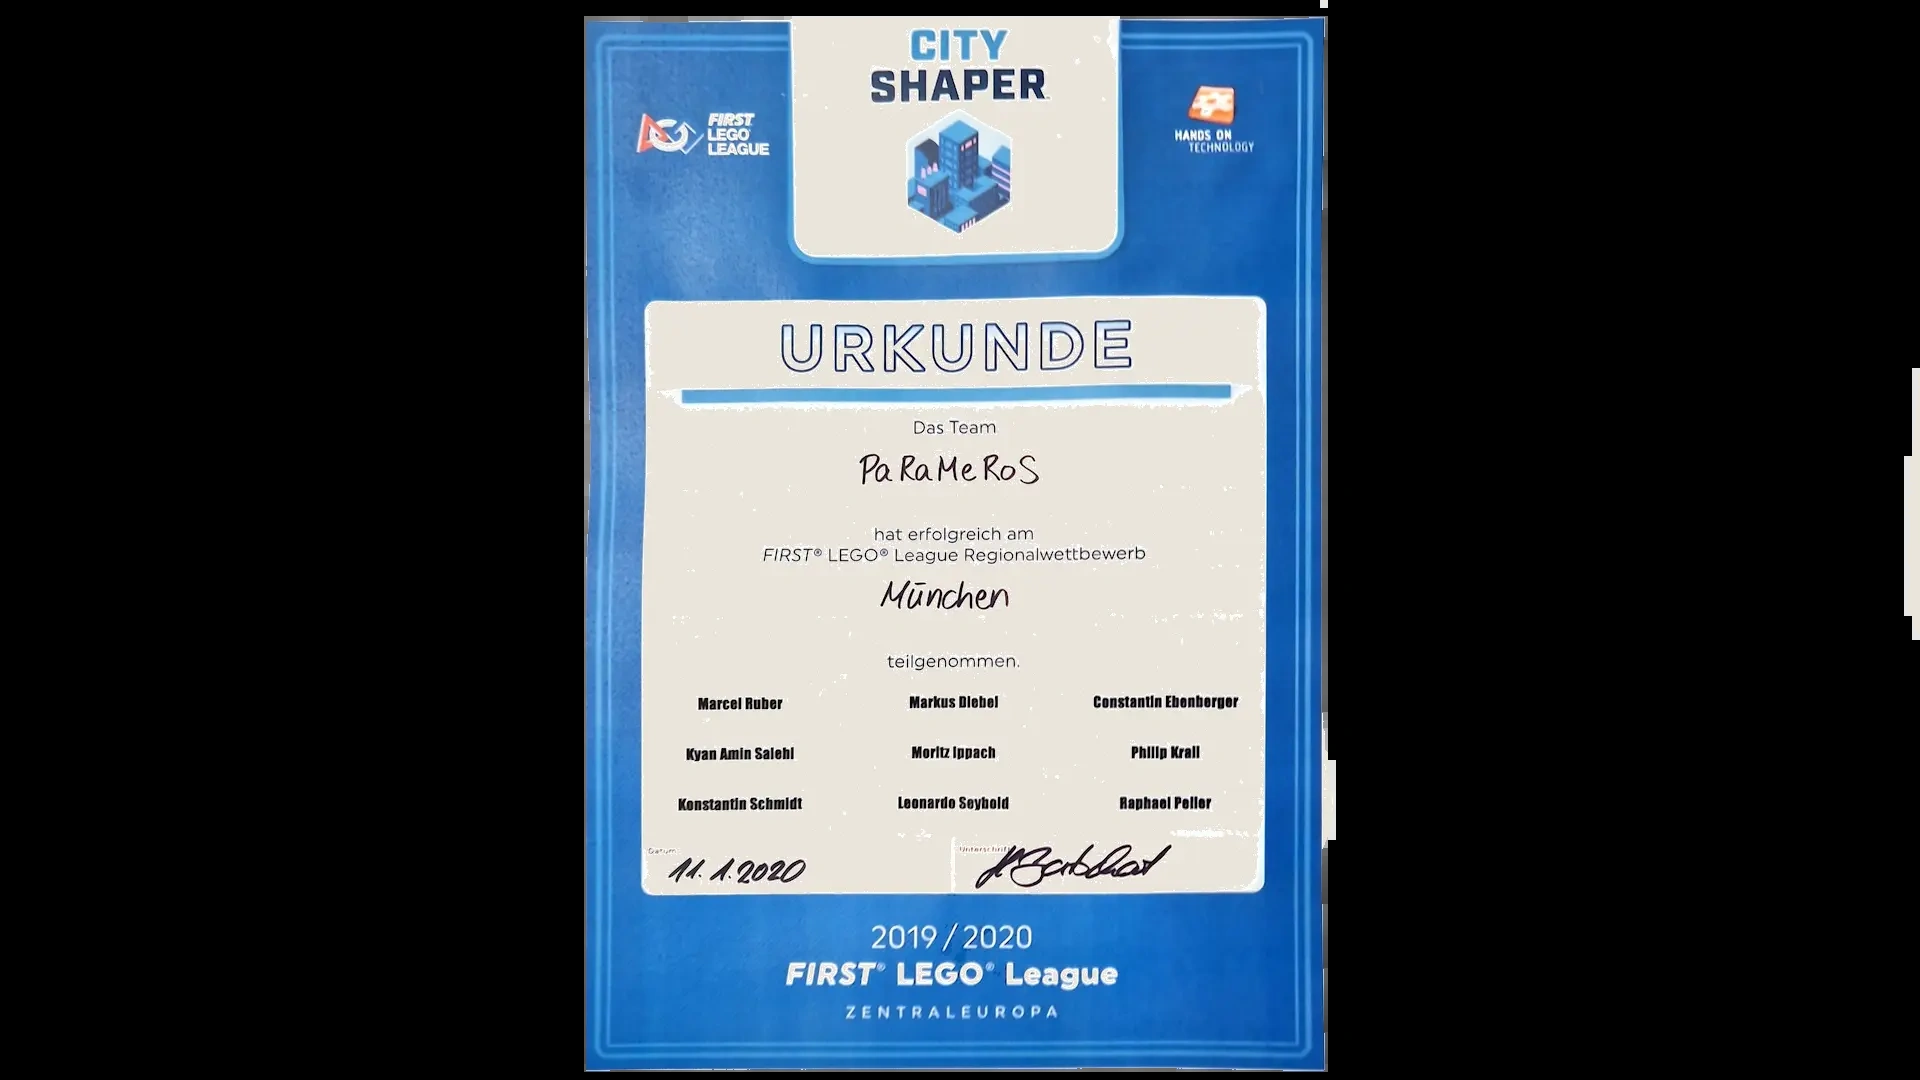 CITY
SHAPER
FIRST
LEGO
LEAGUE
HANDS ON
TECHNOLOGY
URKUNDE
Das Team
PaRaMeRoS
hat erfolgreich am
FIRST® LEGO® League Regionalwettbewerb
München
teilgenommen.
Marcel Ruber Markus Diebel Constantin Ebenberger
Kyan Amin Salehi Moritz Ippach Philip Krall
Konstantin Schmidt Leonardo Seybold Raphael Peller
Datum
Unterschrift
11.1.2020
2019/2020
FIRST® LEGO® League
ZENTRALEUROPA